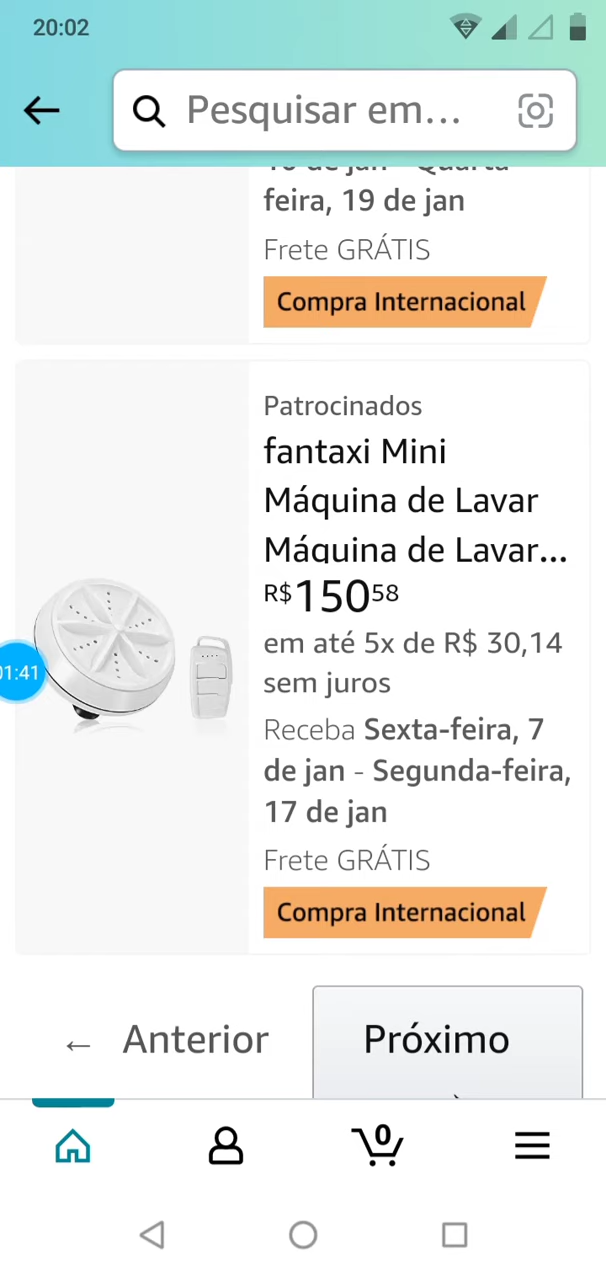 20:02
Pesquisar em...
feira, 19 de jan
Frete GRÁTIS
Compra Internacional
Patrocinados
fantaxi Mini
Máquina de Lavar
Máquina de Lavar...
R$15058
em até 5x de R$ 30,14
sem juros
Receba Sexta-feira, 7
de jan - Segunda-feira,
17 de jan
01:41
Frete GRÁTIS
Compra Internacional
← Anterior
Próximo
0